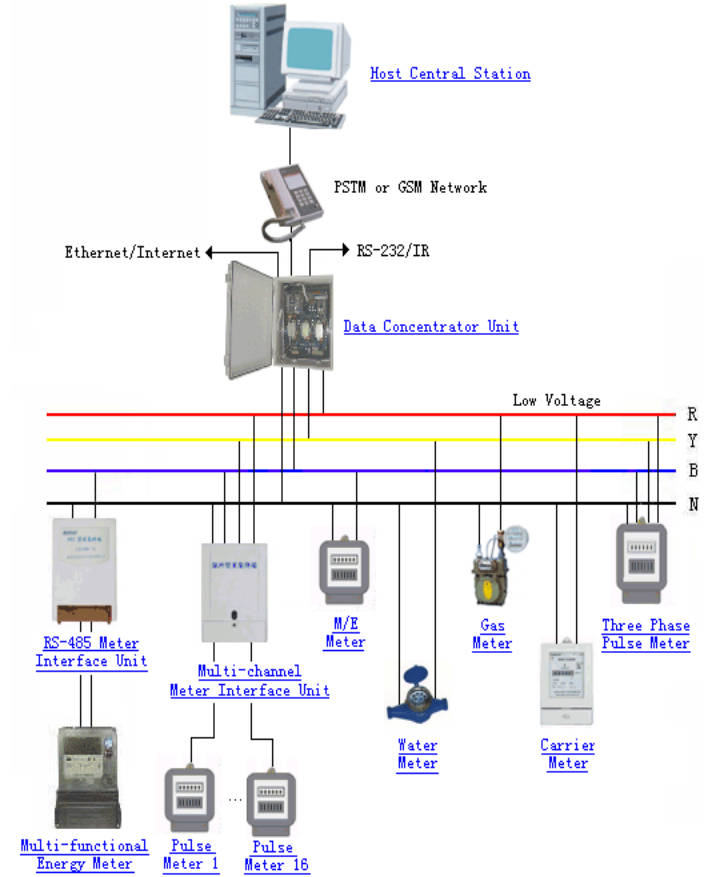 Host Central Station
PSTM or GSM Network
Ethernet/Internet
RS-232/IR
Data Concentrator Unit
Low Voltage
R
Y
B
N
RS-485 Meter
Interface Unit
Multi-channel
Meter Interface Unit
M/E
Meter
Gas
Meter
Three Phase
Pulse Meter
Water
Meter
Carrier
Meter
...
Multi-functional
Energy Meter
Pulse
Meter 1
Pulse
Meter 16